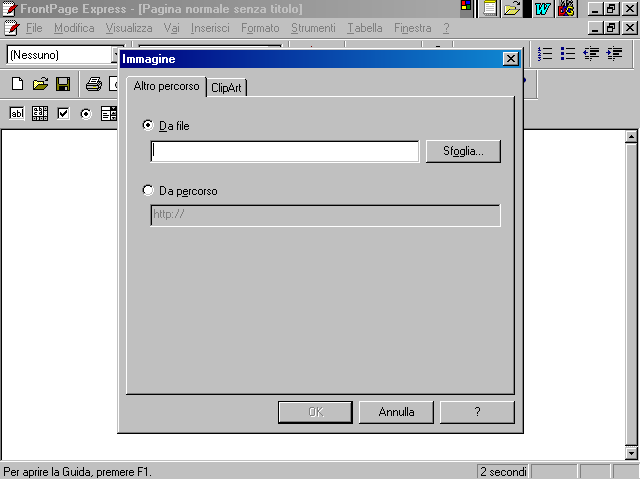 FrontPage Express - [Pagina normale senza titolo]
File Modifica Visualizza Vai Inserisci Formato Strumenti Tabella Finestra ?
(Nessuno)
Immagine
Altro percorso ClipArt
abl
Da file
Sfoglia...
Da percorso
http://
OK Annulla ?
Per aprire la Guida, premere F1. 2 secondi